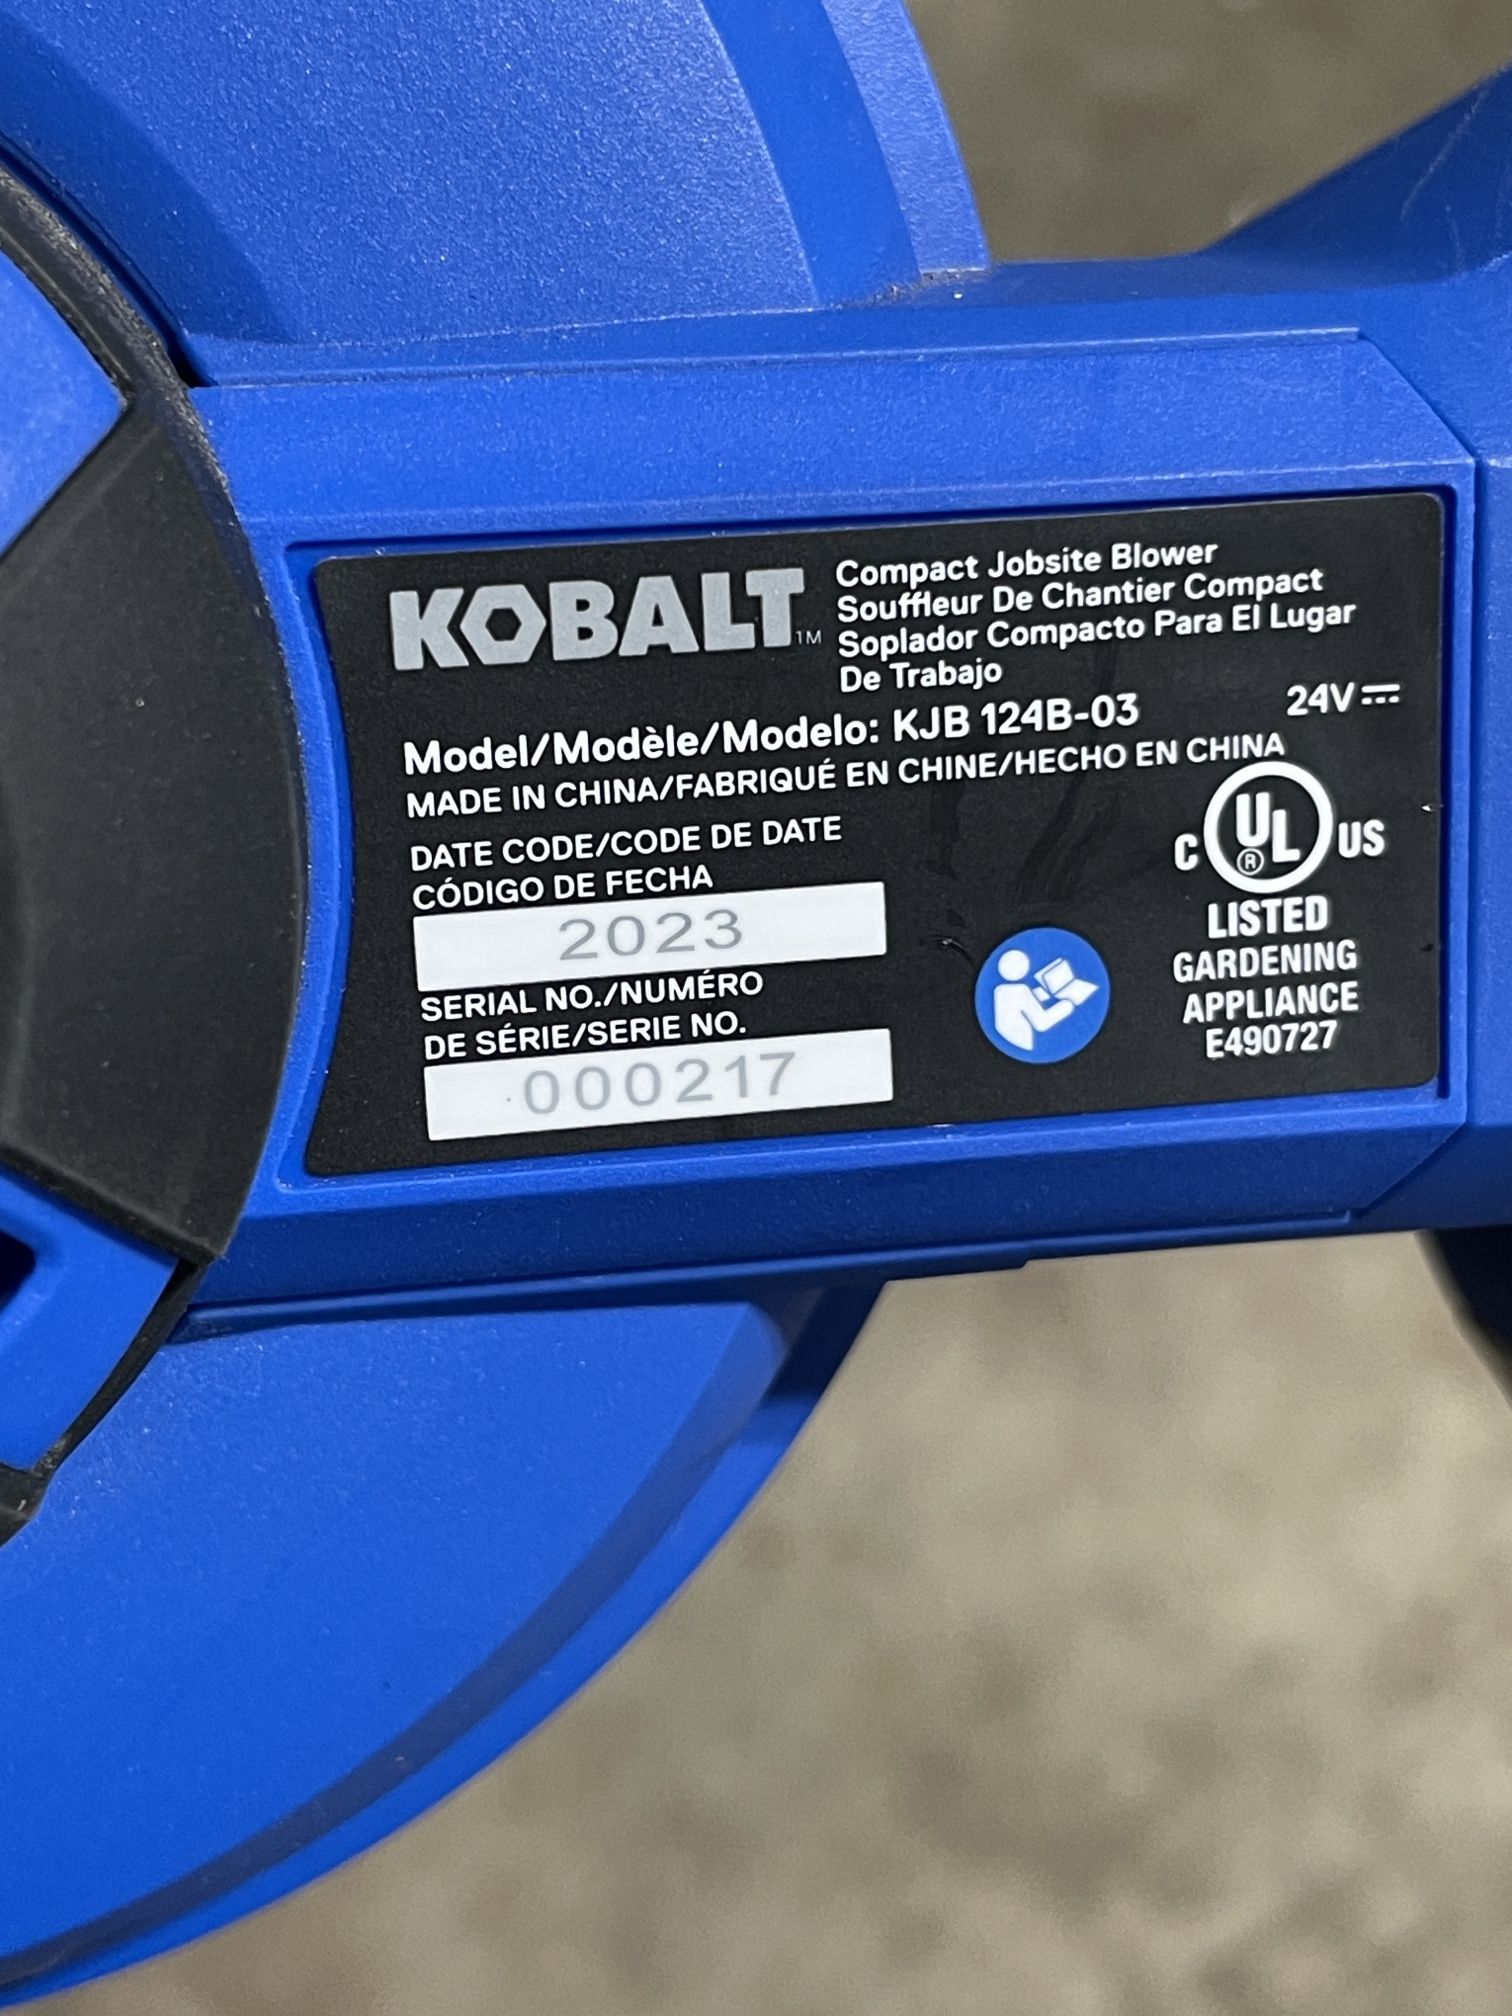 KOBALT TM
Compact Jobsite Blower
Souffleur De Chantier Compact
Soplador Compacto Para El Lugar
De Trabajo
Model/Modèle/Modelo: KJB 124B-03 24V
MADE IN CHINA/FABRIQUÉ EN CHINE/HECHO EN CHINA
DATE CODE/CODE DE DATE
CÓDIGO DE FECHA
2023
SERIAL NO./NUMÉRO
DE SÉRIE/SERIE NO.
000217
C UL ® US
LISTED
GARDENING
APPLIANCE
E490727